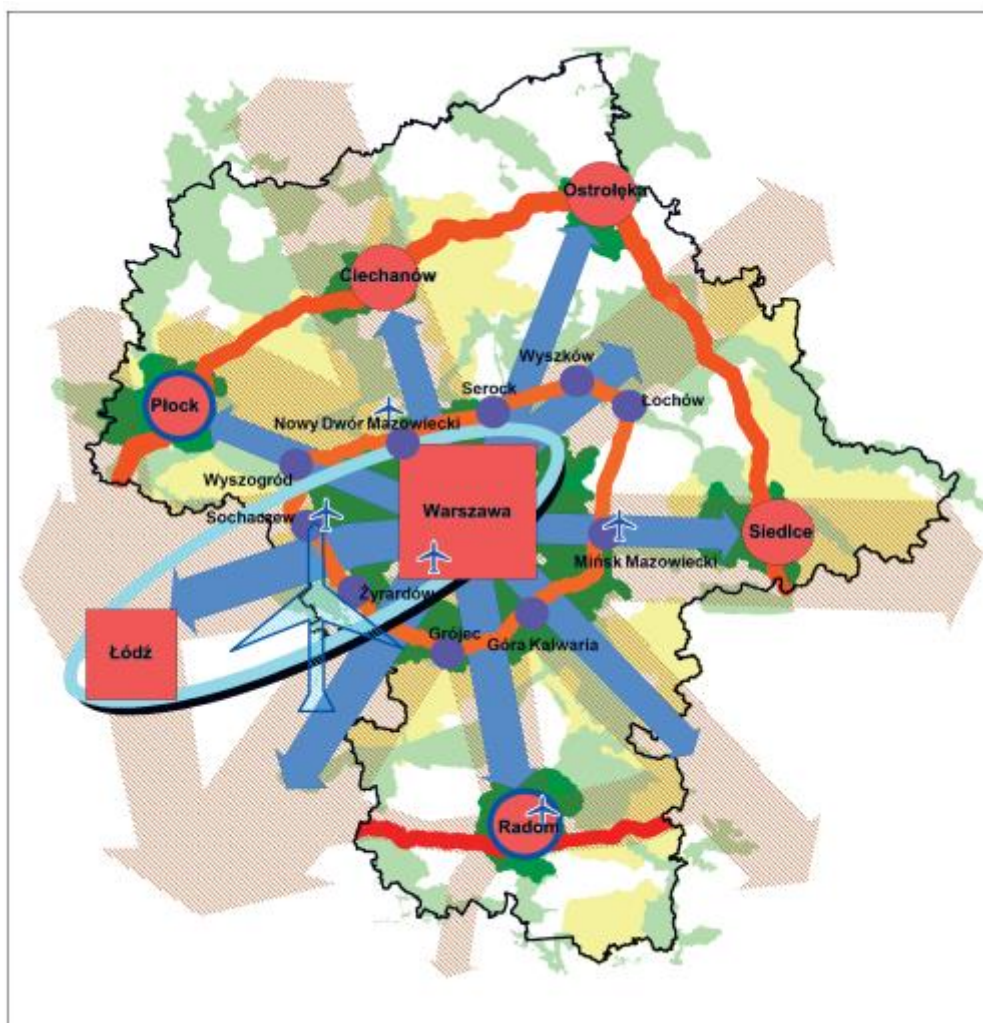 Ostrołęka
Ciechanów
Wyszków
Serock
Łochów
Płock
Nowy Dwór Mazowiecki
Wyszogród
Warszawa
Sochaczew
Siedlce
Mińsk Mazowiecki
Żyrardów
Grójec
Góra Kalwaria
Łódź
Radom